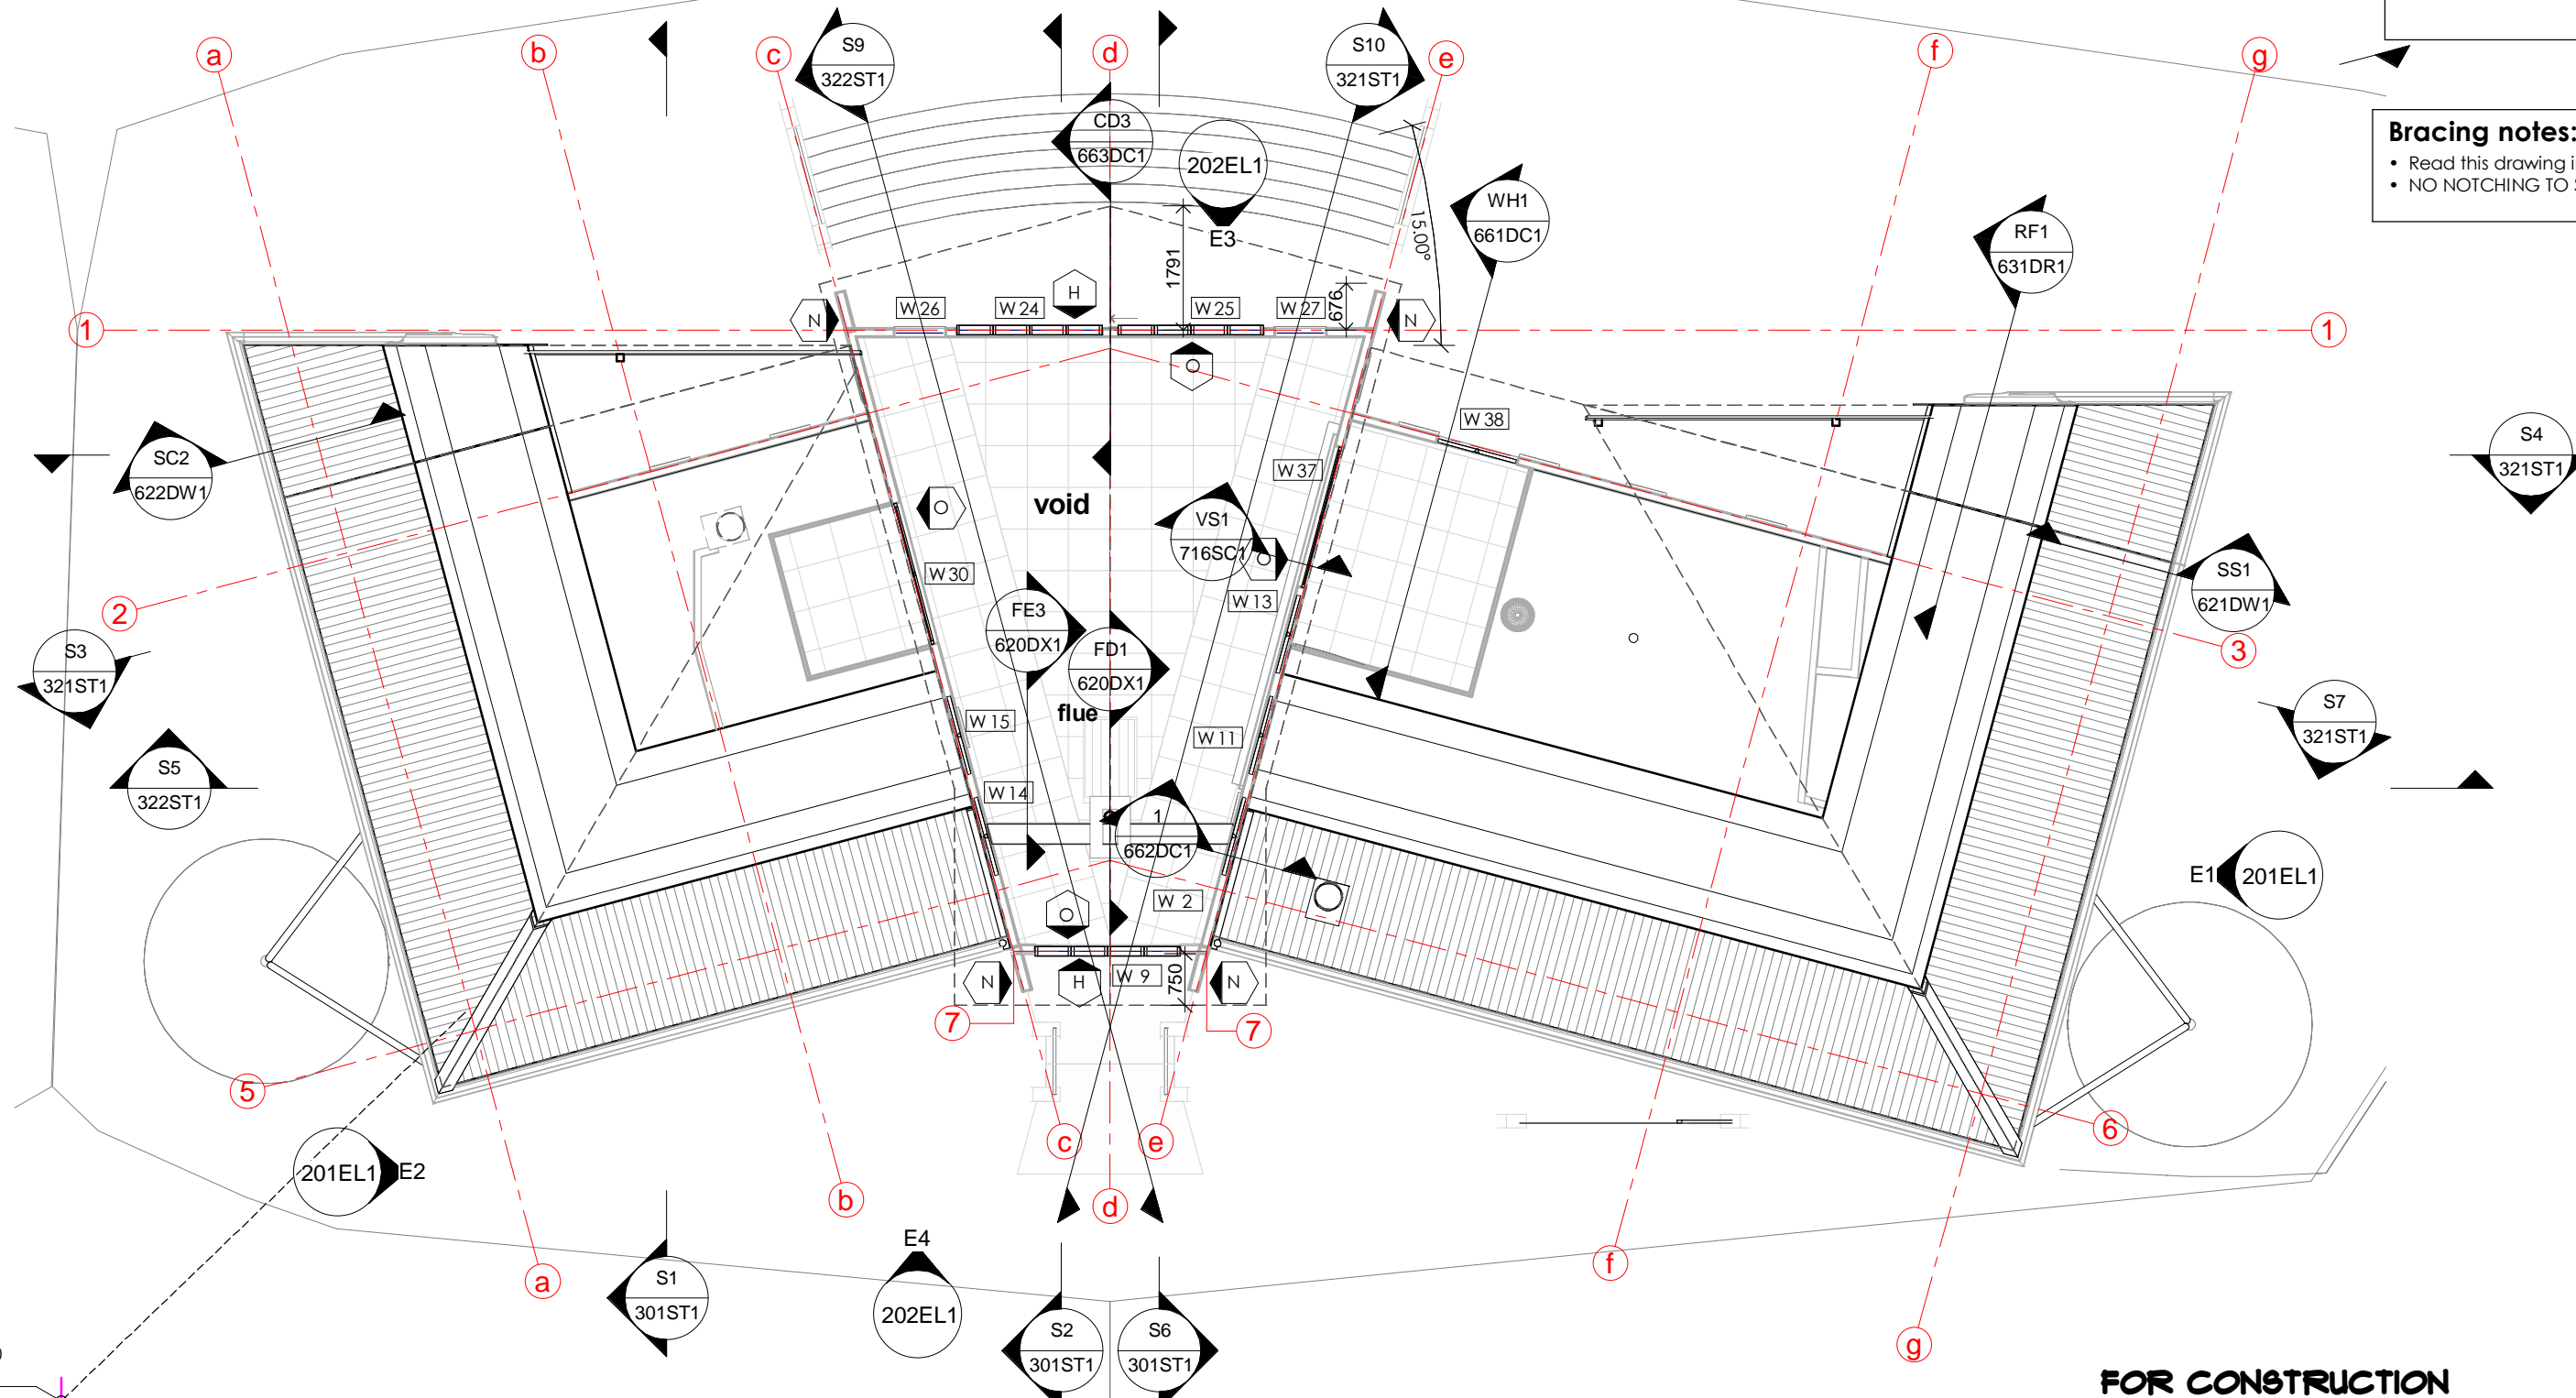 a
b
c
S9
322ST1
d
S10
321ST1
e
f
g
CD3
663DC1
202EL1
E3
WH1
661DC1
RF1
631DR1
Bracing notes:
• Read this drawing i
• NO NOTCHING TO
15.00°
1791
676
H
N
W 26
W 24
W 25
W 27
N
1
1
O
W 38
W 37
SC2
622DW1
S4
321ST1
void
O
VS1
716SC1
O
W 30
W 13
FE3
620DX1
FD1
620DX1
SS1
621DW1
2
3
S3
321ST1
flue
W 15
W 11
S7
321ST1
S5
322ST1
W 14
1
662DC1
E1
201EL1
W 2
O
N
H
W 9
750
N
7
7
5
6
c
e
201EL1
E2
b
d
E4
202EL1
a
f
S1
301ST1
S2
301ST1
S6
301ST1
g
FOR CONSTRUCTION